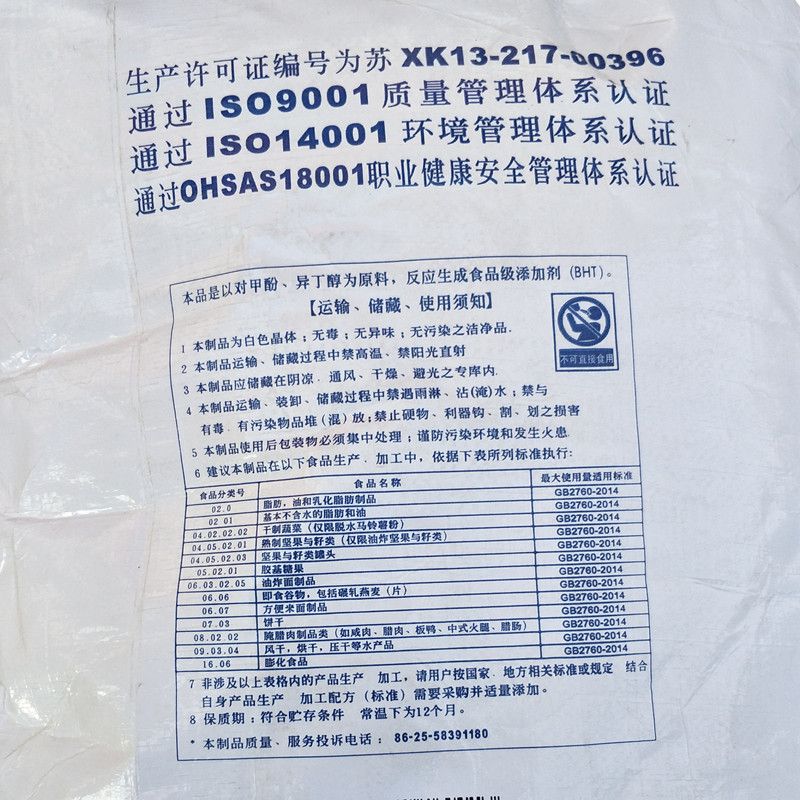 生产许可证编号为苏 XK13-217-00396
通过 ISO9001 质量管理体系认证
通过 ISO14001 环境管理体系认证
通过OHSAS18001职业健康安全管理体系认证
本品是以对甲酚、异丁醇为原料，反应生成食品级添加剂（BHT）。
【运输、储藏、使用须知】
不可直接食用
1 本制品为白色晶体；无毒；无异味；无污染之洁净品.
2 本制品运输、储藏过程中禁高温、禁阳光直射
3 本制品应储藏在阴凉．通风、干燥、避光之专库内.
4 本制品运输、装卸、储藏过程中禁遇雨淋、沾(淹)水；禁与
有毒．有污染物品堆（混）放；禁止硬物、利器钩、割、划之损害
5 本制品使用后包装物必须集中处理；谨防污染环境和发生火患.
6 建议本制品在以下食品生产．加工中，依据下表所列标准执行：
食品分类号 食品名称 最大使用量适用标准
02.0 脂肪，油和乳化脂肪制品 GB2760-2014
02 01 基本不含水的脂肪和油 GB2760-2014
04.02.02.02 干制蔬菜（仅限脱水马铃薯粉） GB2760-2014
04.05.02.01 熟制坚果与籽类（仅限油炸坚果与籽类） GB2760-2014
04.05.02.03 坚果与籽类罐头 GB2760-2014
05.02.01 胶基糖果 GB2760-2014
06.03.02.05 油炸面制品 GB2760-2014
06.06 即食谷物，包括碾轧燕麦（片） GB2760-2014
06.07 方便米面制品 GB2760-2014
07.03 饼干 GB2760-2014
08.02.02 腌腊肉制品类（如咸肉、腊肉、板鸭、中式火腿、腊肠） GB2760-2014
09.03.04 风干，烘干，压干等水产品 GB2760-2014
16.06 膨化食品 GB2760-2014
7 非涉及以上表格内的产品生产 加工，请用户按国家．地方相关标准或规定 结合
自身产品生产 加工配方（标准）需要采购并适量添加。
8 保质期：符合贮存条件 常温下为12个月。
* 本制品质量、服务投诉电话： 86-25-58391180